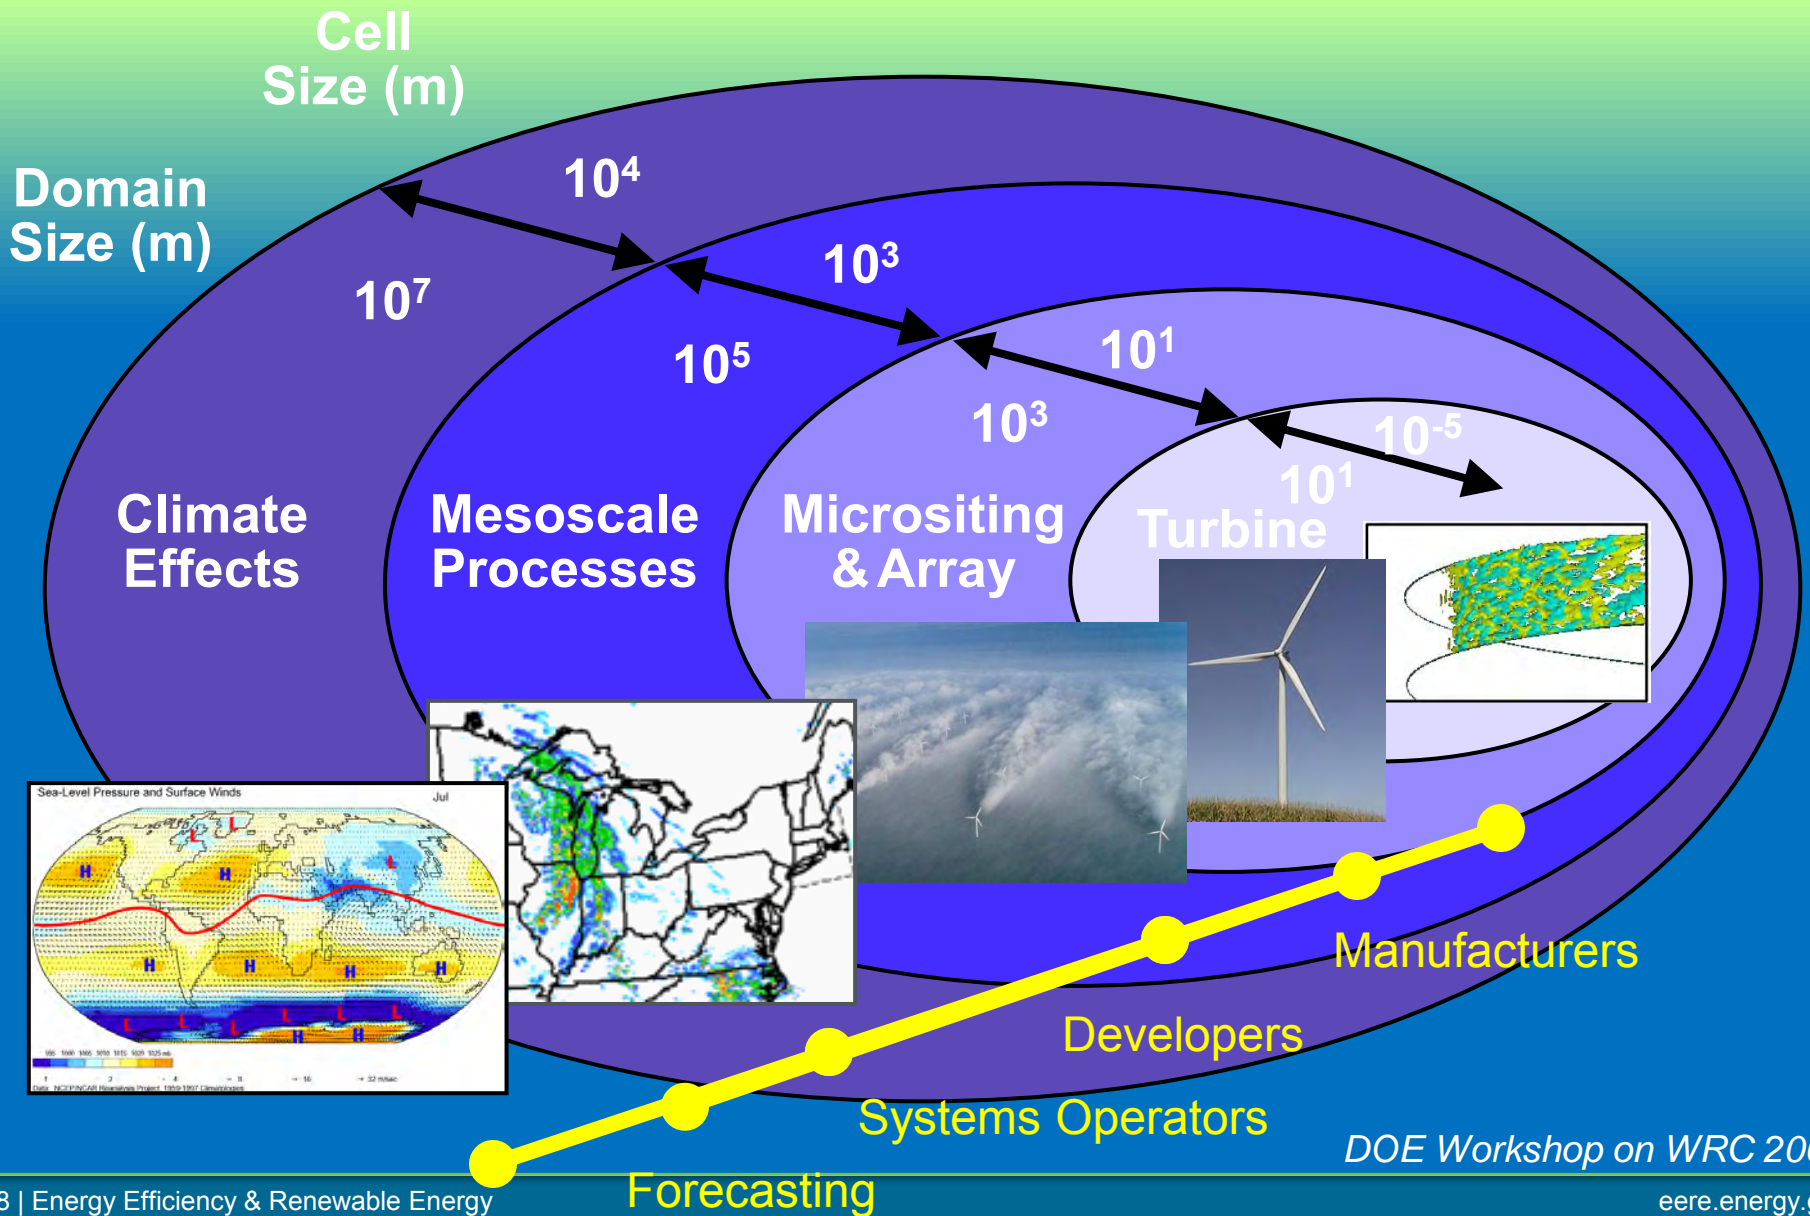 Cell
Size (m)
Domain
Size (m)
10⁴
10⁷
10³
10⁵
10¹
10³
10⁻⁵
10¹
Climate
Effects
Mesoscale
Processes
Micrositing
& Array
Turbine
Sea-Level Pressure and Surface Winds
Jul
L
L
H
H
L
H
H
H
H
L
L
L
L
L
L
H
H
Manufacturers
Developers
Systems Operators
Forecasting
DOE Workshop on WRC 200
8 | Energy Efficiency & Renewable Energy
eere.energy.g